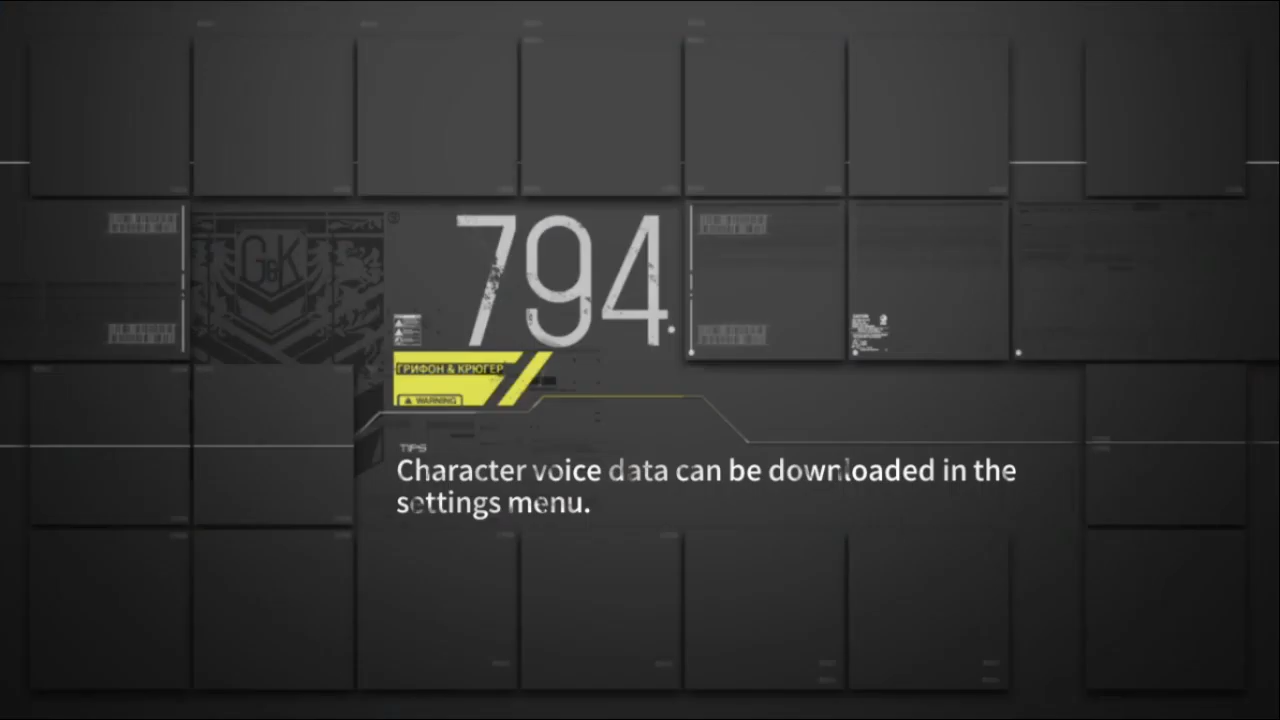 G&K
794.
ГРИФОН & КРЮГЕР
WARNING
TIPS
Character voice data can be downloaded in the
settings menu.